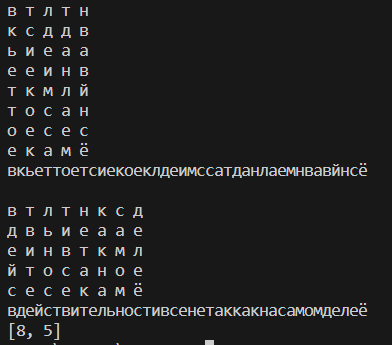 в т л т н
к с д д в
ь и е а а
е е и н в
т к м л й
т о с а н
о е с е с
е к а м ё
вкьеттоетсиекоеклдеимссатданлаемнвавйнсё
в т л т н к с д
д в ь и е а а е
е и н в т к м л
й т о с а н о е
с е с е к а м ё
вдействительностивсенетаккакнасамомделеё
[8, 5]